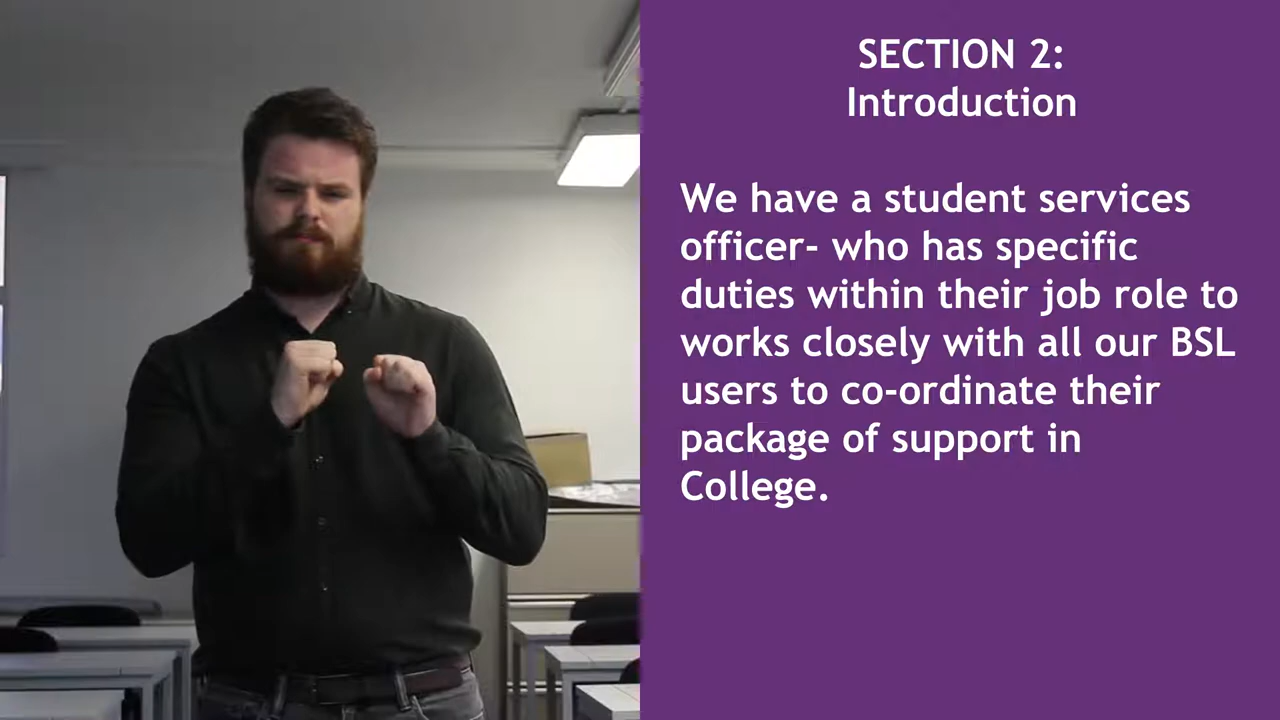 SECTION 2:
Introduction
We have a student services
officer- who has specific
duties within their job role to
works closely with all our BSL
users to co-ordinate their
package of support in
College.